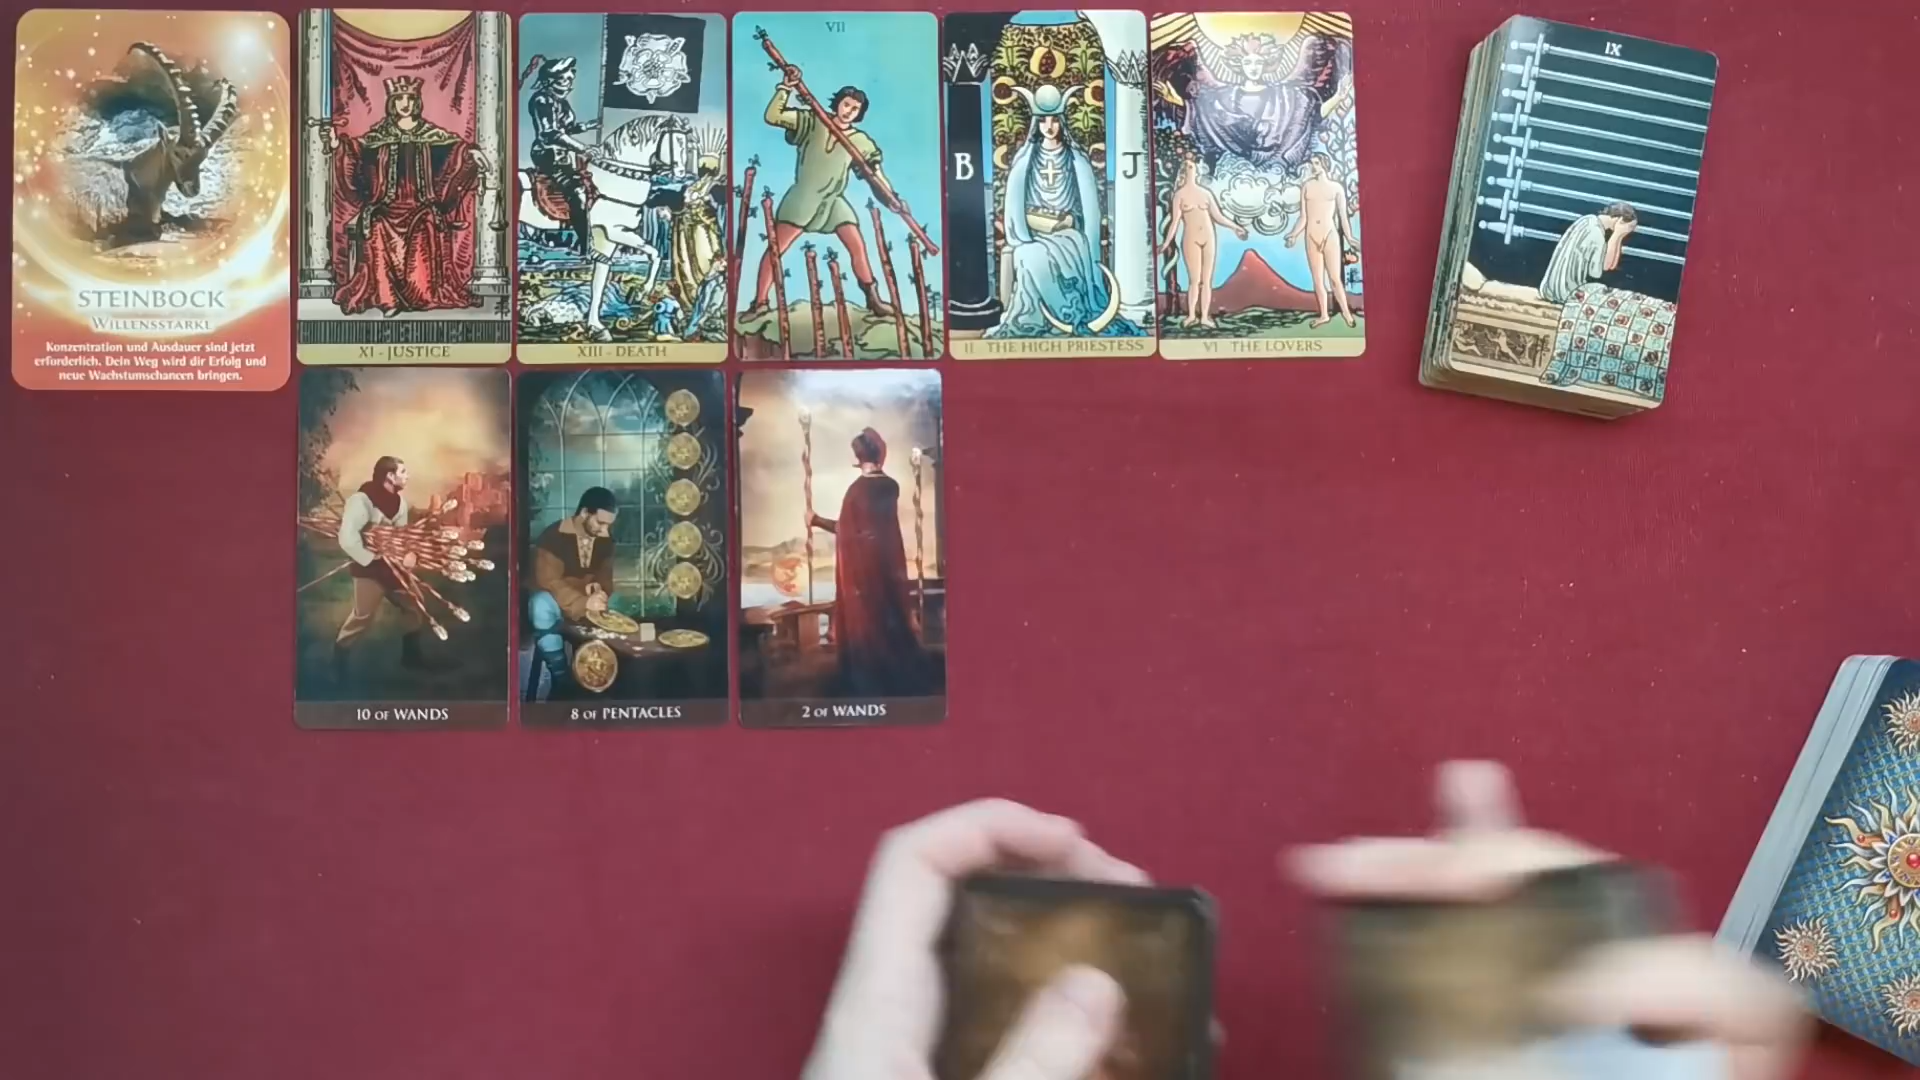 STEINBOCK
WILLENSSTÄRKE
Konzentration und Ausdauer sind jetzt
erforderlich. Dein Weg wird dir Erfolg und
neue Wachstumschancen bringen.
XI - JUSTICE
XIII - DEATH
VII
B
J
II THE HIGH PRIESTESS
VI THE LOVERS
IX
10 OF WANDS
8 OF PENTACLES
2 OF WANDS